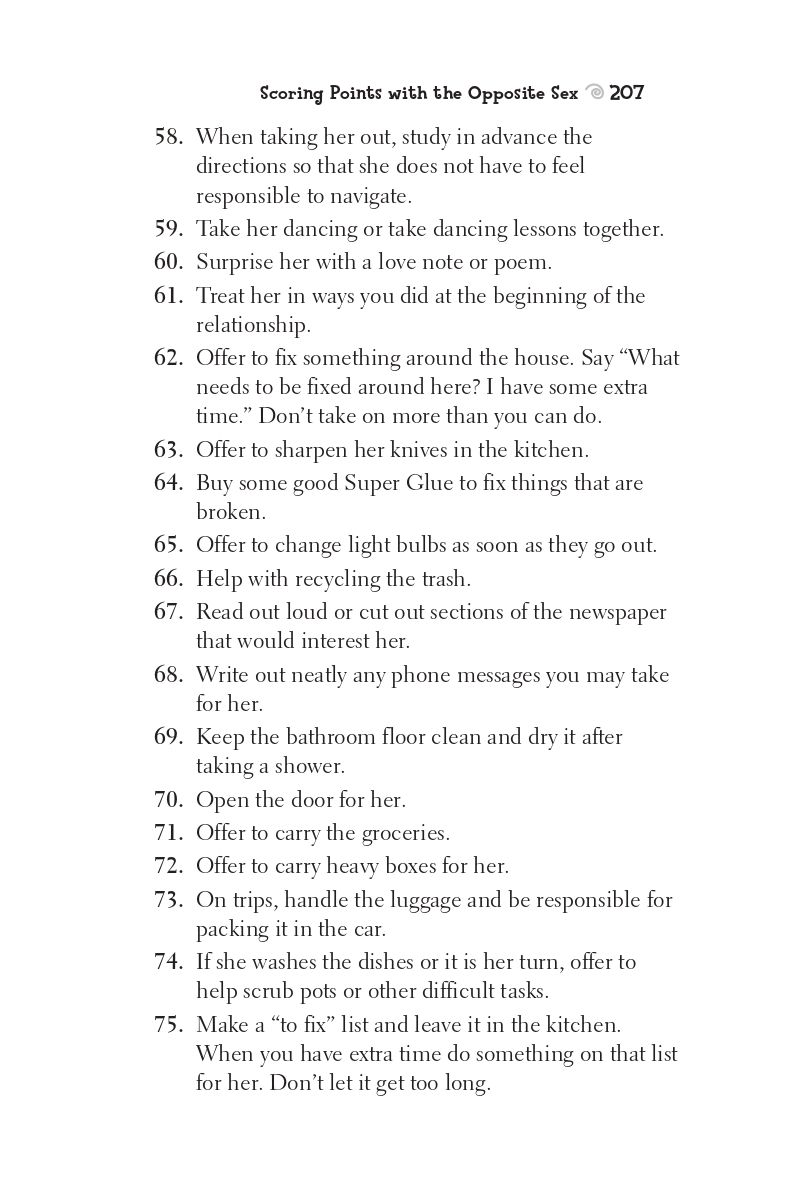 Scoring Points with the Opposite Sex 207
58. When taking her out, study in advance the
directions so that she does not have to feel
responsible to navigate.
59. Take her dancing or take dancing lessons together.
60. Surprise her with a love note or poem.
61. Treat her in ways you did at the beginning of the
relationship.
62. Offer to fix something around the house. Say “What
needs to be fixed around here? I have some extra
time.” Don’t take on more than you can do.
63. Offer to sharpen her knives in the kitchen.
64. Buy some good Super Glue to fix things that are
broken.
65. Offer to change light bulbs as soon as they go out.
66. Help with recycling the trash.
67. Read out loud or cut out sections of the newspaper
that would interest her.
68. Write out neatly any phone messages you may take
for her.
69. Keep the bathroom floor clean and dry it after
taking a shower.
70. Open the door for her.
71. Offer to carry the groceries.
72. Offer to carry heavy boxes for her.
73. On trips, handle the luggage and be responsible for
packing it in the car.
74. If she washes the dishes or it is her turn, offer to
help scrub pots or other difficult tasks.
75. Make a “to fix” list and leave it in the kitchen.
When you have extra time do something on that list
for her. Don’t let it get too long.